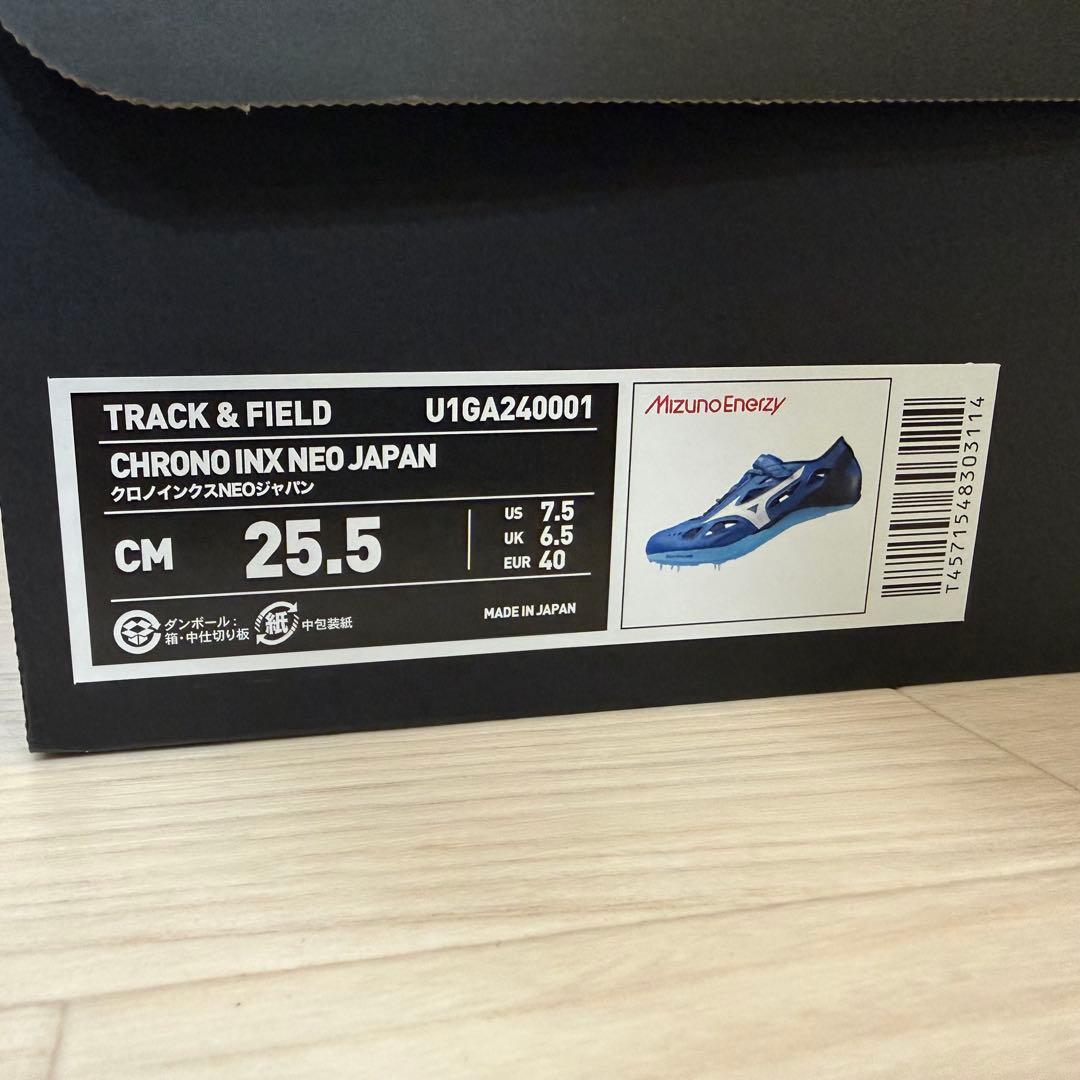 TRACK & FIELD U1GA240001
CHRONO INX NEO JAPAN
クロノインクスNEOジャパン
CM 25.5
US 7.5
UK 6.5
EUR 40
ダンボール:
箱・中仕切り板
紙 中包装紙
MADE IN JAPAN
Mizuno Enerzy
T4571548303114